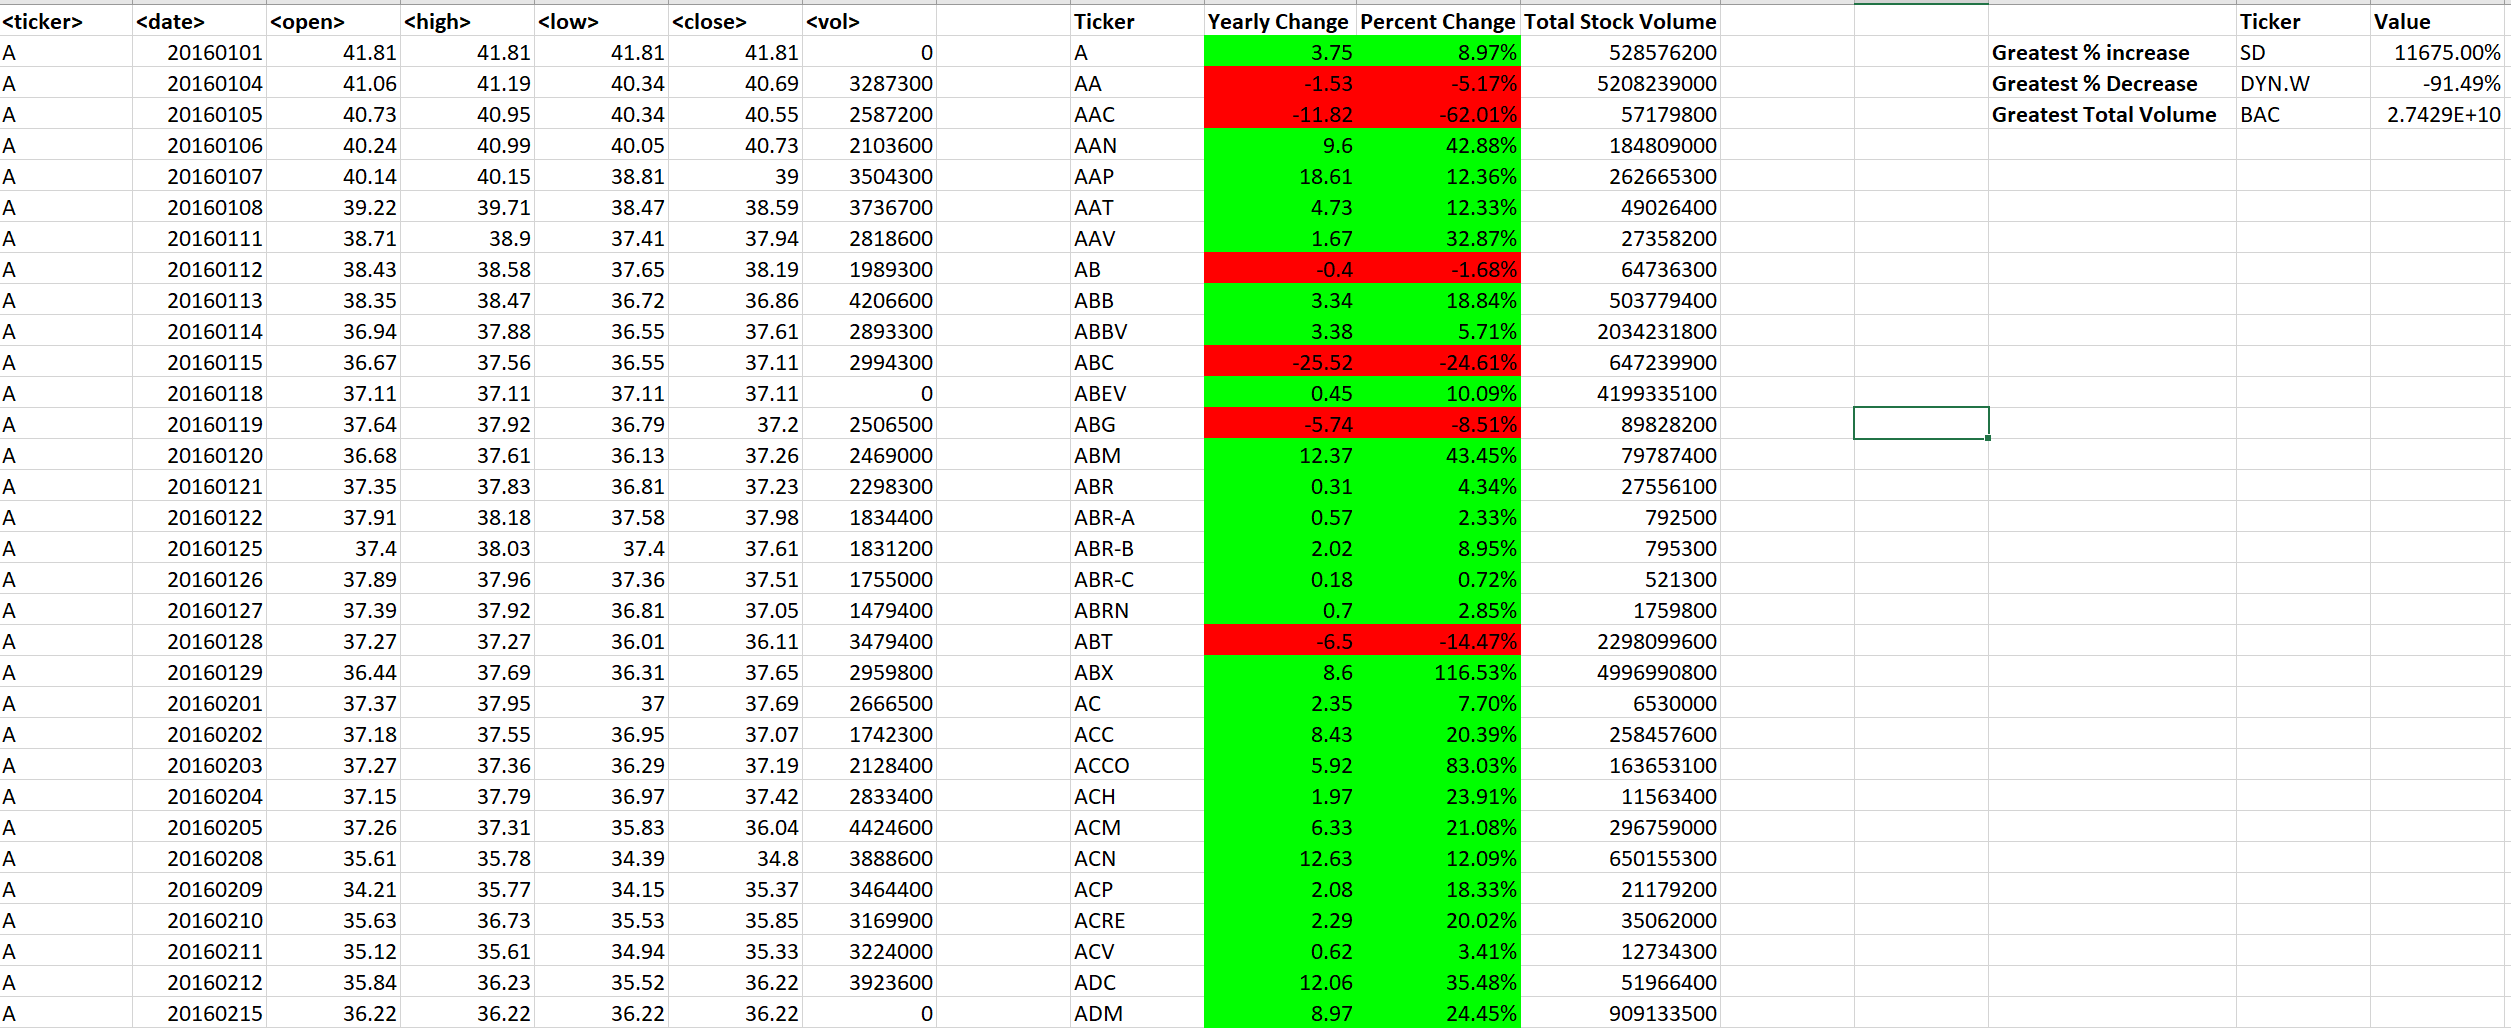 <ticker> <date> <open> <high> <low> <close> <vol> Ticker Yearly Change Percent Change Total Stock Volume Ticker Value
A 20160101 41.81 41.81 41.81 41.81 0 A 3.75 8.97% 528576200 Greatest % increase SD 11675.00%
A 20160104 41.06 41.19 40.34 40.69 3287300 AA -1.53 -5.17% 5208239000 Greatest % Decrease DYN.W -91.49%
A 20160105 40.73 40.95 40.34 40.55 2587200 AAC -11.82 -62.01% 57179800 Greatest Total Volume BAC 2.7429E+10
A 20160106 40.24 40.99 40.05 40.73 2103600 AAN 9.6 42.88% 184809000
A 20160107 40.14 40.15 38.81 39 3504300 AAP 18.61 12.36% 262665300
A 20160108 39.22 39.71 38.47 38.59 3736700 AAT 4.73 12.33% 49026400
A 20160111 38.71 38.9 37.41 37.94 2818600 AAV 1.67 32.87% 27358200
A 20160112 38.43 38.58 37.65 38.19 1989300 AB -0.4 -1.68% 64736300
A 20160113 38.35 38.47 36.72 36.86 4206600 ABB 3.34 18.84% 503779400
A 20160114 36.94 37.88 36.55 37.61 2893300 ABBV 3.38 5.71% 2034231800
A 20160115 36.67 37.56 36.55 37.11 2994300 ABC -25.52 -24.61% 647239900
A 20160118 37.11 37.11 37.11 37.11 0 ABEV 0.45 10.09% 4199335100
A 20160119 37.64 37.92 36.79 37.2 2506500 ABG -5.74 -8.51% 89828200
A 20160120 36.68 37.61 36.13 37.26 2469000 ABM 12.37 43.45% 79787400
A 20160121 37.35 37.83 36.81 37.23 2298300 ABR 0.31 4.34% 27556100
A 20160122 37.91 38.18 37.58 37.98 1834400 ABR-A 0.57 2.33% 792500
A 20160125 37.4 38.03 37.4 37.61 1831200 ABR-B 2.02 8.95% 795300
A 20160126 37.89 37.96 37.36 37.51 1755000 ABR-C 0.18 0.72% 521300
A 20160127 37.39 37.92 36.81 37.05 1479400 ABRN 0.7 2.85% 1759800
A 20160128 37.27 37.27 36.01 36.11 3479400 ABT -6.5 -14.47% 2298099600
A 20160129 36.44 37.69 36.31 37.65 2959800 ABX 8.6 116.53% 4996990800
A 20160201 37.37 37.95 37 37.69 2666500 AC 2.35 7.70% 6530000
A 20160202 37.18 37.55 36.95 37.07 1742300 ACC 8.43 20.39% 258457600
A 20160203 37.27 37.36 36.29 37.19 2128400 ACCO 5.92 83.03% 163653100
A 20160204 37.15 37.79 36.97 37.42 2833400 ACH 1.97 23.91% 11563400
A 20160205 37.26 37.31 35.83 36.04 4424600 ACM 6.33 21.08% 296759000
A 20160208 35.61 35.78 34.39 34.8 3888600 ACN 12.63 12.09% 650155300
A 20160209 34.21 35.77 34.15 35.37 3464400 ACP 2.08 18.33% 21179200
A 20160210 35.63 36.73 35.53 35.85 3169900 ACRE 2.29 20.02% 35062000
A 20160211 35.12 35.61 34.94 35.33 3224000 ACV 0.62 3.41% 12734300
A 20160212 35.84 36.23 35.52 36.22 3923600 ADC 12.06 35.48% 51966400
A 20160215 36.22 36.22 36.22 36.22 0 ADM 8.97 24.45% 909133500